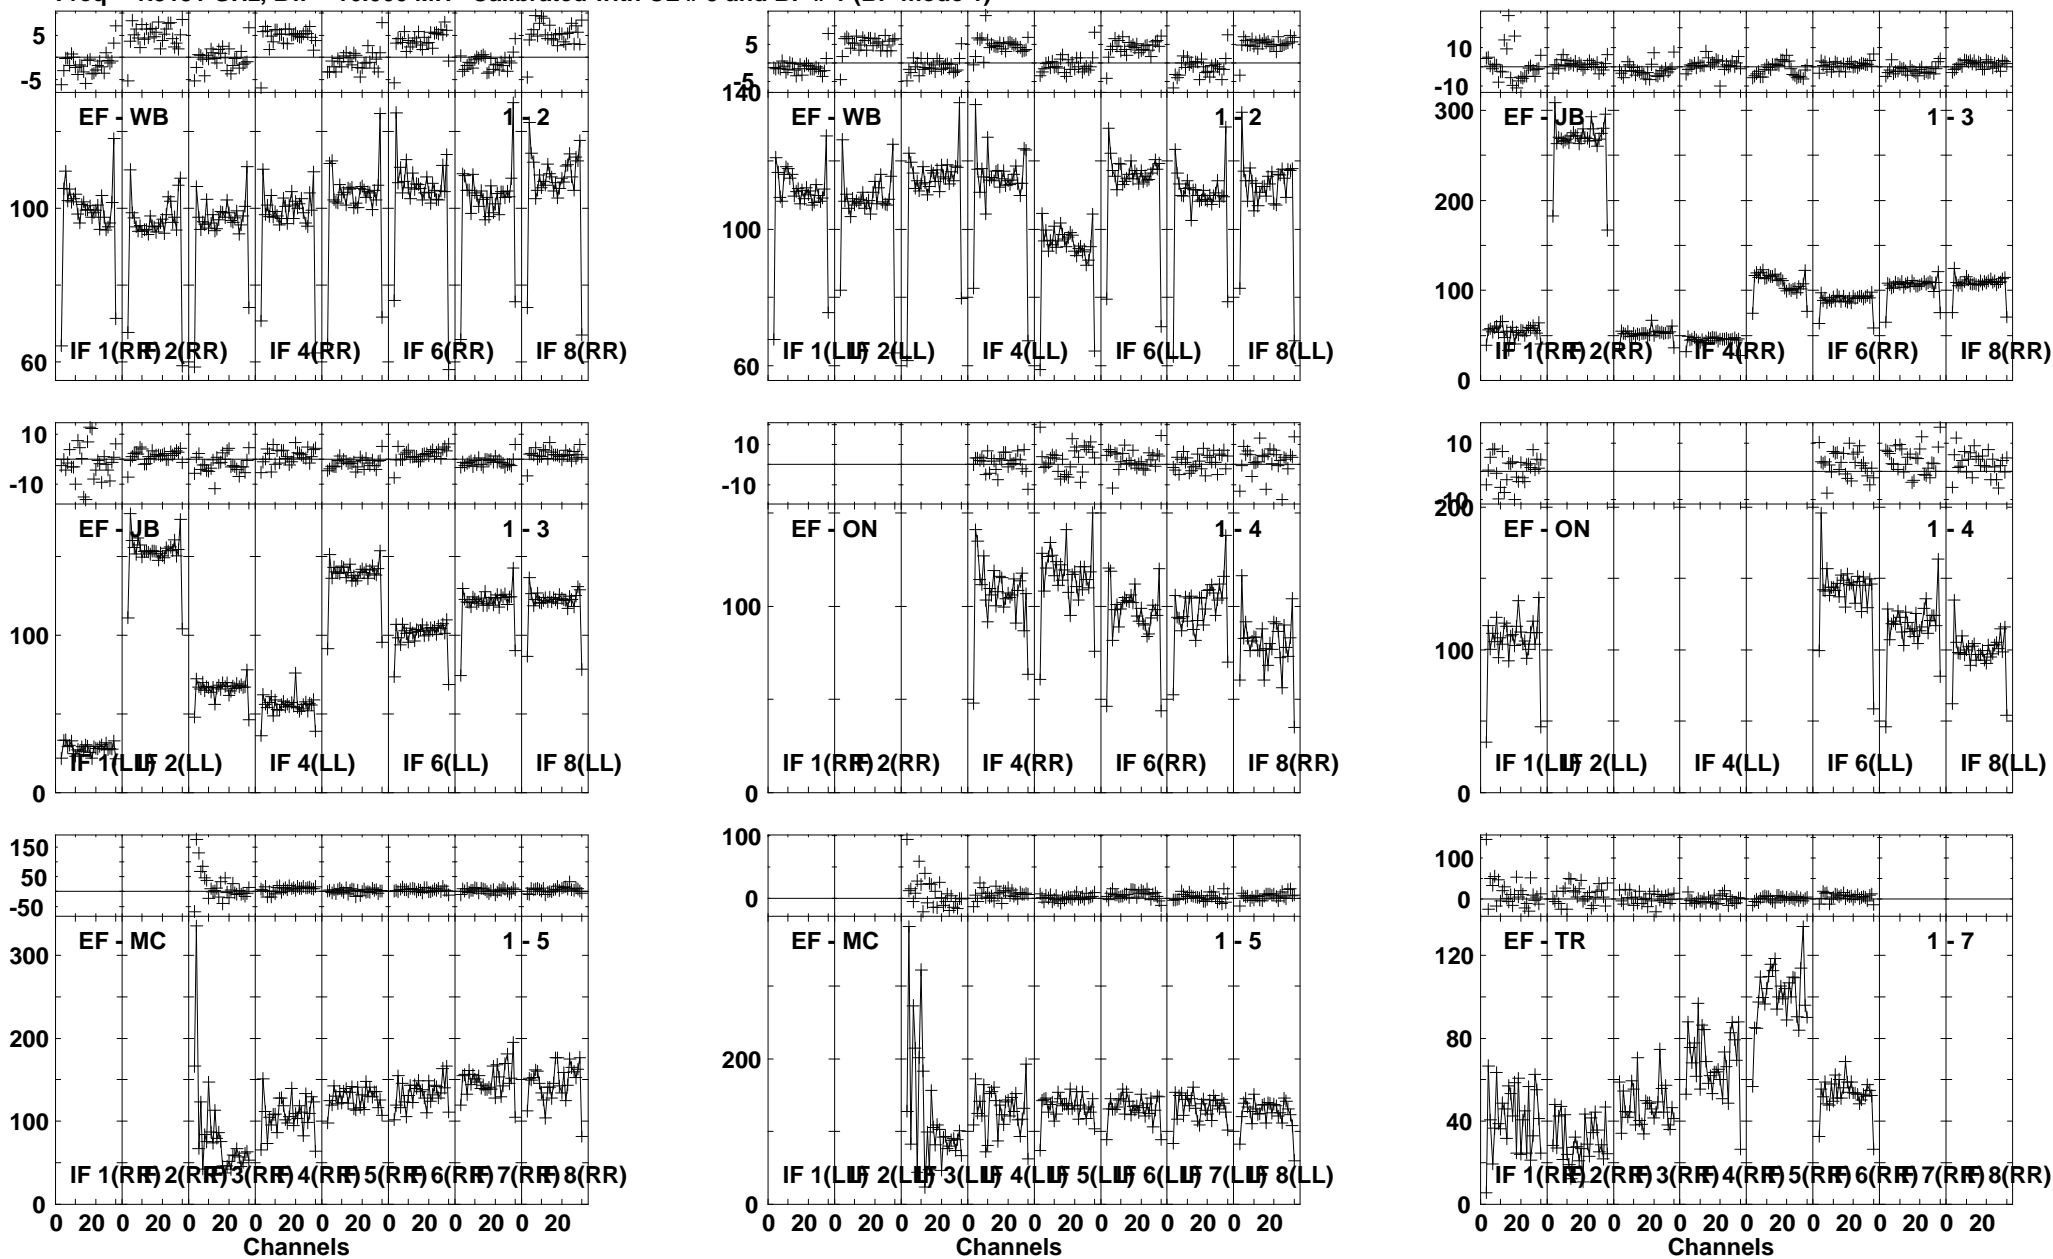 Calibrated with
5
-5
EF - WB
1 - 2
100
60
IF 1(RR)
IF 2(RR)
IF 4(RR)
IF 6(RR)
IF 8(RR)
5
-5
140
EF - WB
1 - 2
100
60
IF 1(LL)
IF 2(LL)
IF 4(LL)
IF 6(LL)
IF 8(LL)
10
-10
300
EF - JB
1 - 3
200
100
0
IF 1(RR)
IF 2(RR)
IF 4(RR)
IF 6(RR)
IF 8(RR)
10
-10
EF - JB
1 - 3
100
0
IF 1(LL)
IF 2(LL)
IF 4(LL)
IF 6(LL)
IF 8(LL)
10
-10
EF - ON
1 - 4
100
0
IF 1(RR)
IF 2(RR)
IF 4(RR)
IF 6(RR)
IF 8(RR)
10
-10
200
EF - ON
1 - 4
100
0
IF 1(LL)
IF 2(LL)
IF 4(LL)
IF 6(LL)
IF 8(LL)
150
50
-50
EF - MC
1 - 5
300
200
100
0
IF 1(RR)
IF 2(RR)
IF 3(RR)
IF 4(RR)
IF 5(RR)
IF 6(RR)
IF 7(RR)
IF 8(RR)
0 20 0 20 0 20 0 20 0 20 0 20 0 20 0 20
Channels
100
0
EF - MC
1 - 5
200
0
IF 1(LL)
IF 2(LL)
IF 3(LL)
IF 4(LL)
IF 5(LL)
IF 6(LL)
IF 7(LL)
IF 8(LL)
0 20 0 20 0 20 0 20 0 20 0 20 0 20 0 20
Channels
100
0
EF - TR
1 - 7
120
80
40
0
IF 1(RR)
IF 2(RR)
IF 3(RR)
IF 4(RR)
IF 5(RR)
IF 6(RR)
IF 7(RR)
IF 8(RR)
0 20 0 20 0 20 0 20 0 20 0 20 0 20 0 20
Channels